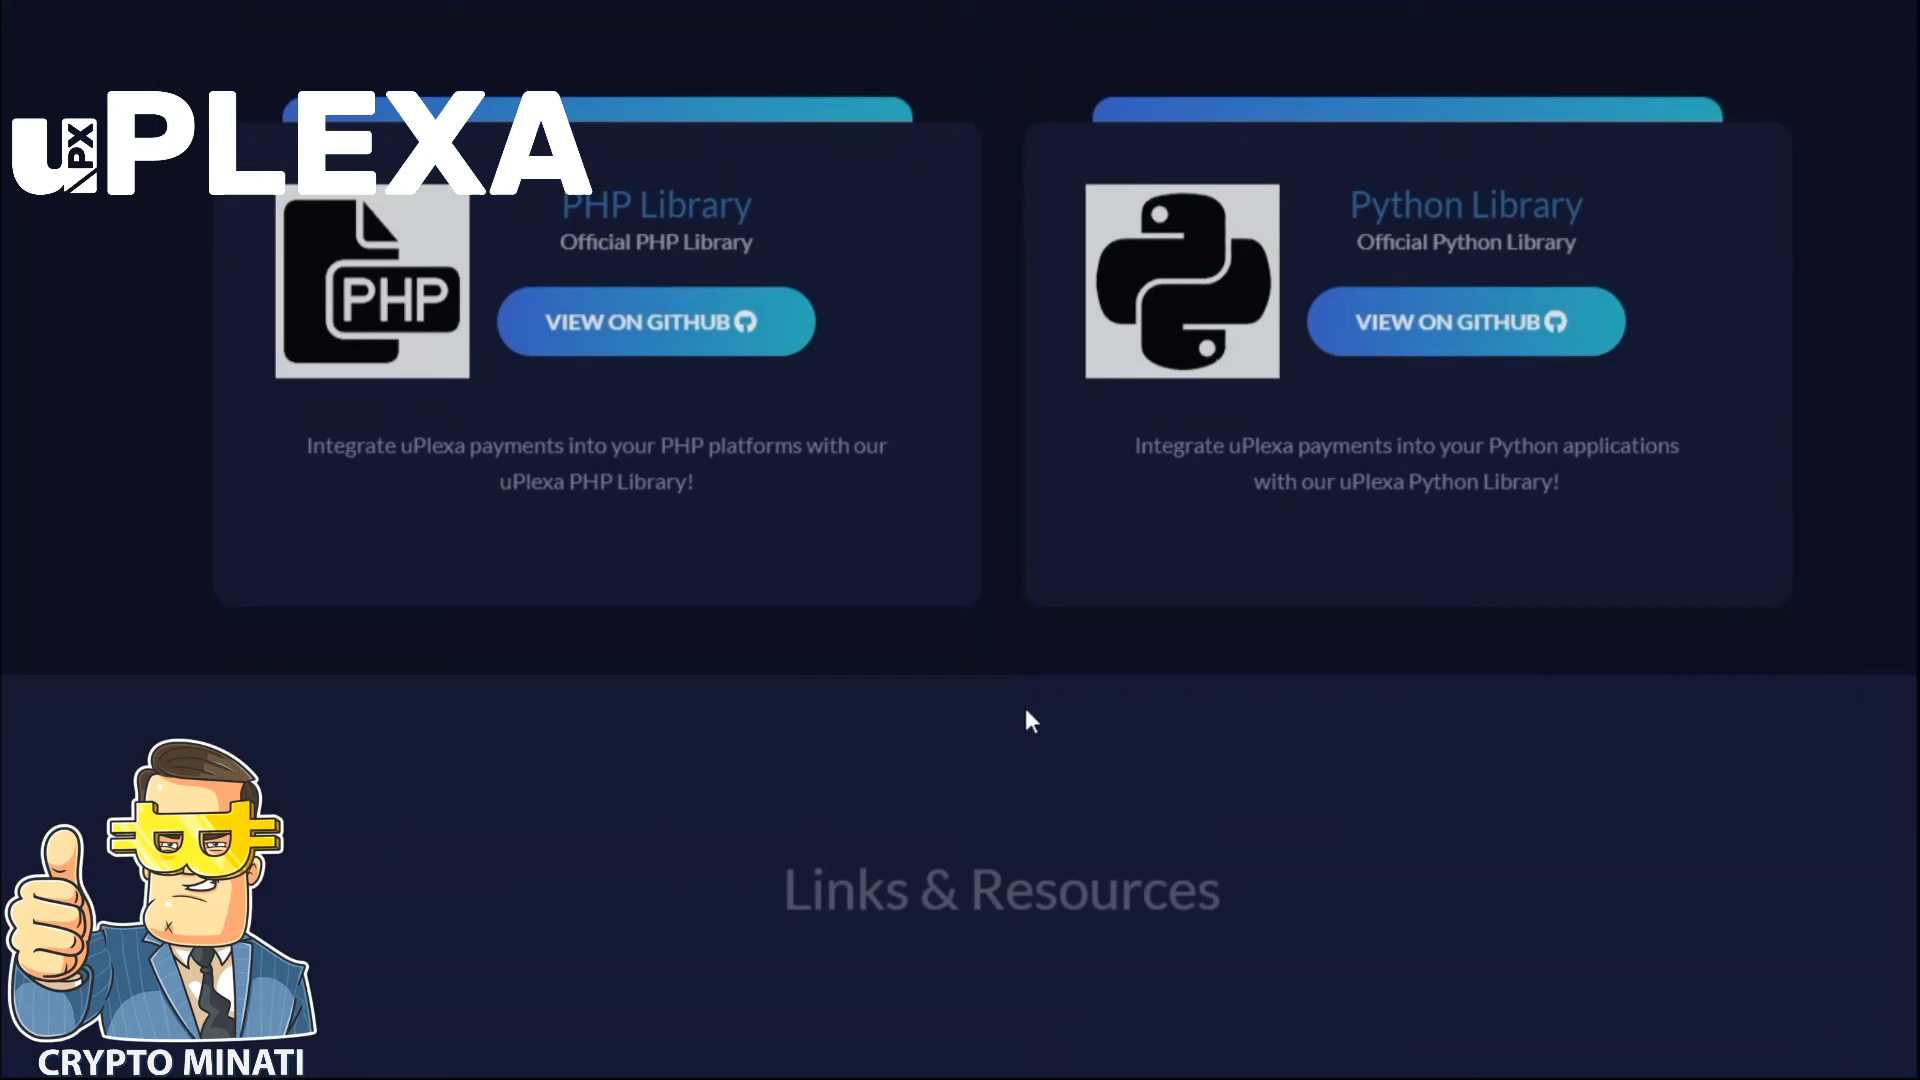 uPLEXA
UPX
PHP Library
Official PHP Library
PHP
VIEW ON GITHUB
Integrate uPlexa payments into your PHP platforms with our
uPlexa PHP Library!
Python Library
Official Python Library
VIEW ON GITHUB
Integrate uPlexa payments into your Python applications
with our uPlexa Python Library!
Links & Resources
CRYPTO MINATI